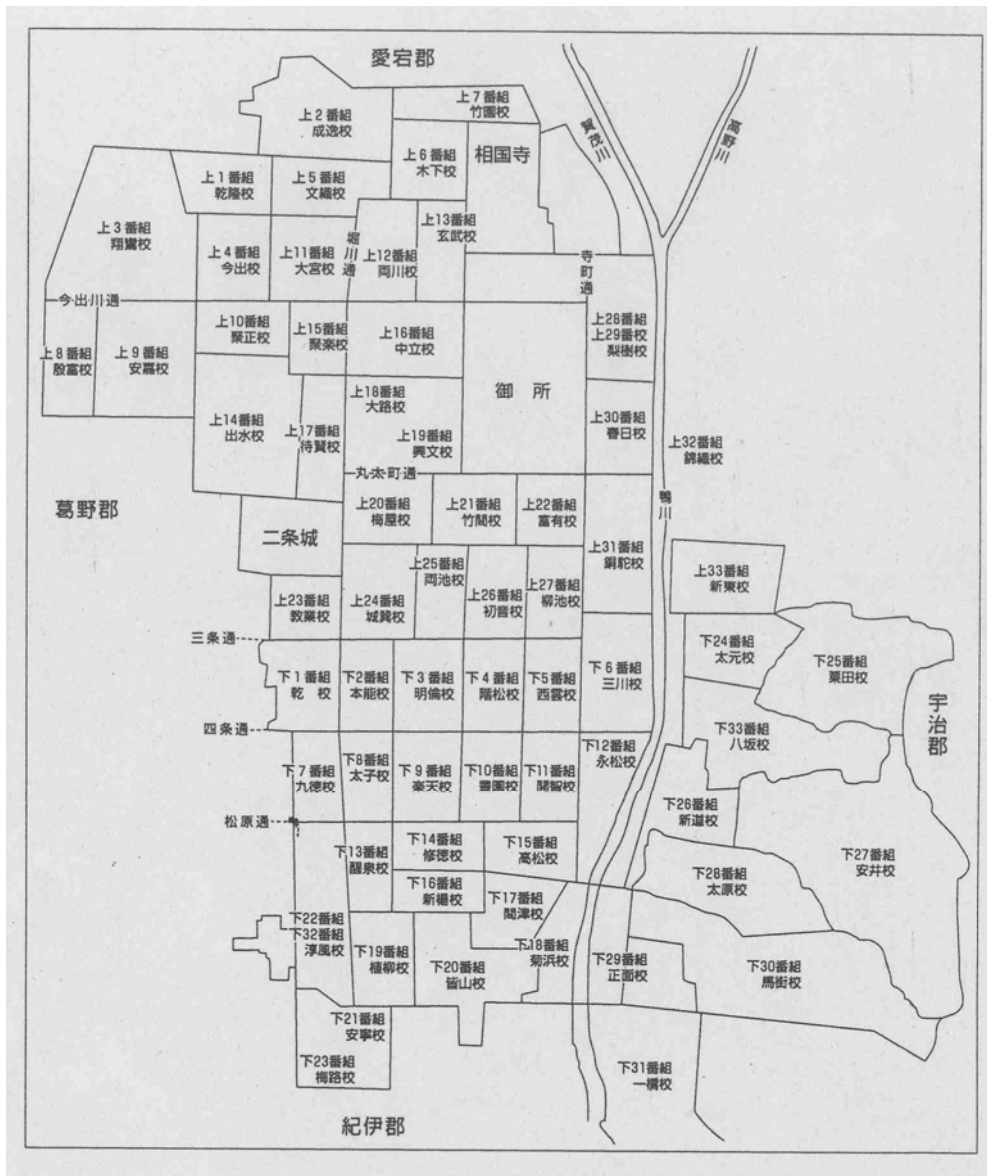 愛宕郡
上7番組
竹園校
上2番組
成逸校
賀茂川
高野川
上6番組
木下校
相国寺
上1番組
乾隆校
上5番組
文織校
上3番組
翔鸞校
上13番組
玄武校
堀川通
上4番組
今出校
上11番組
大宮校
上12番組
両川校
寺町通
今出川通
上10番組
聚正校
上15番組
聚楽校
上16番組
中立校
上28番組
上29番校
梨樹校
上8番組
殷富校
上9番組
安嘉校
御所
上18番組
大路校
上14番組
出水校
上17番組
待賢校
上19番組
興文校
上30番組
春日校
上32番組
錦織校
丸太町通
鴨川
葛野郡
上20番組
梅屋校
上21番組
竹間校
上22番組
富有校
二条城
上31番組
銅駝校
上25番組
両池校
上33番組
新東校
上23番組
教業校
上24番組
城巽校
上26番組
初音校
上27番組
柳池校
三条通
下24番組
太元校
下25番組
粟田校
下1番組
乾校
下2番組
本能校
下3番組
明倫校
下4番組
階松校
下5番組
西雲校
下6番組
三川校
宇治郡
四条通
下33番組
八坂校
下12番組
永松校
下7番組
九徳校
下8番組
太子校
下9番組
楽天校
下10番組
豊園校
下11番組
開智校
下26番組
新道校
松原通
下14番組
修徳校
下15番組
高松校
下13番組
醒泉校
下27番組
安井校
下28番組
太原校
下16番組
新楊校
下17番組
聞津校
下22番組
下32番組
淳風校
下18番組
菊浜校
下19番組
植柳校
下29番組
正面校
下30番組
馬街校
下20番組
皆山校
下21番組
安寧校
下23番組
梅路校
下31番組
一橋校
紀伊郡